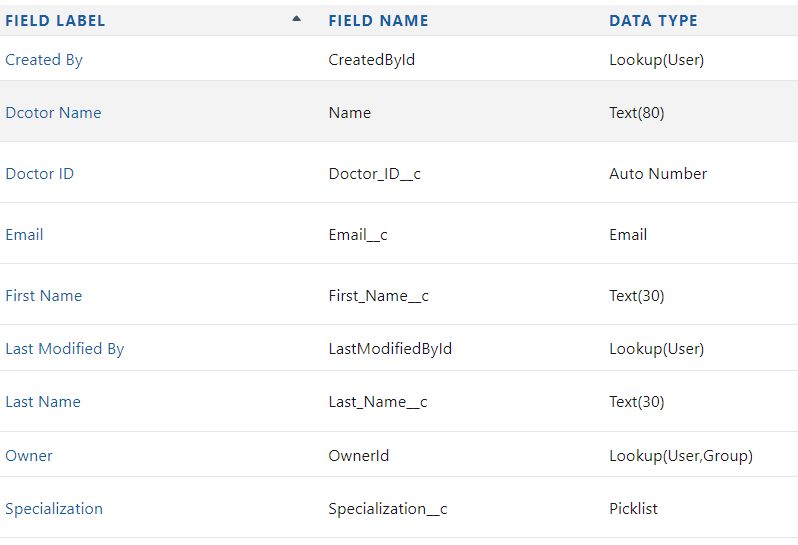 FIELD LABEL FIELD NAME DATA TYPE
Created By CreatedById Lookup(User)
Dcotor Name Name Text(80)
Doctor ID Doctor_ID__c Auto Number
Email Email__c Email
First Name First_Name__c Text(30)
Last Modified By LastModifiedById Lookup(User)
Last Name Last_Name__c Text(30)
Owner OwnerId Lookup(User,Group)
Specialization Specialization__c Picklist